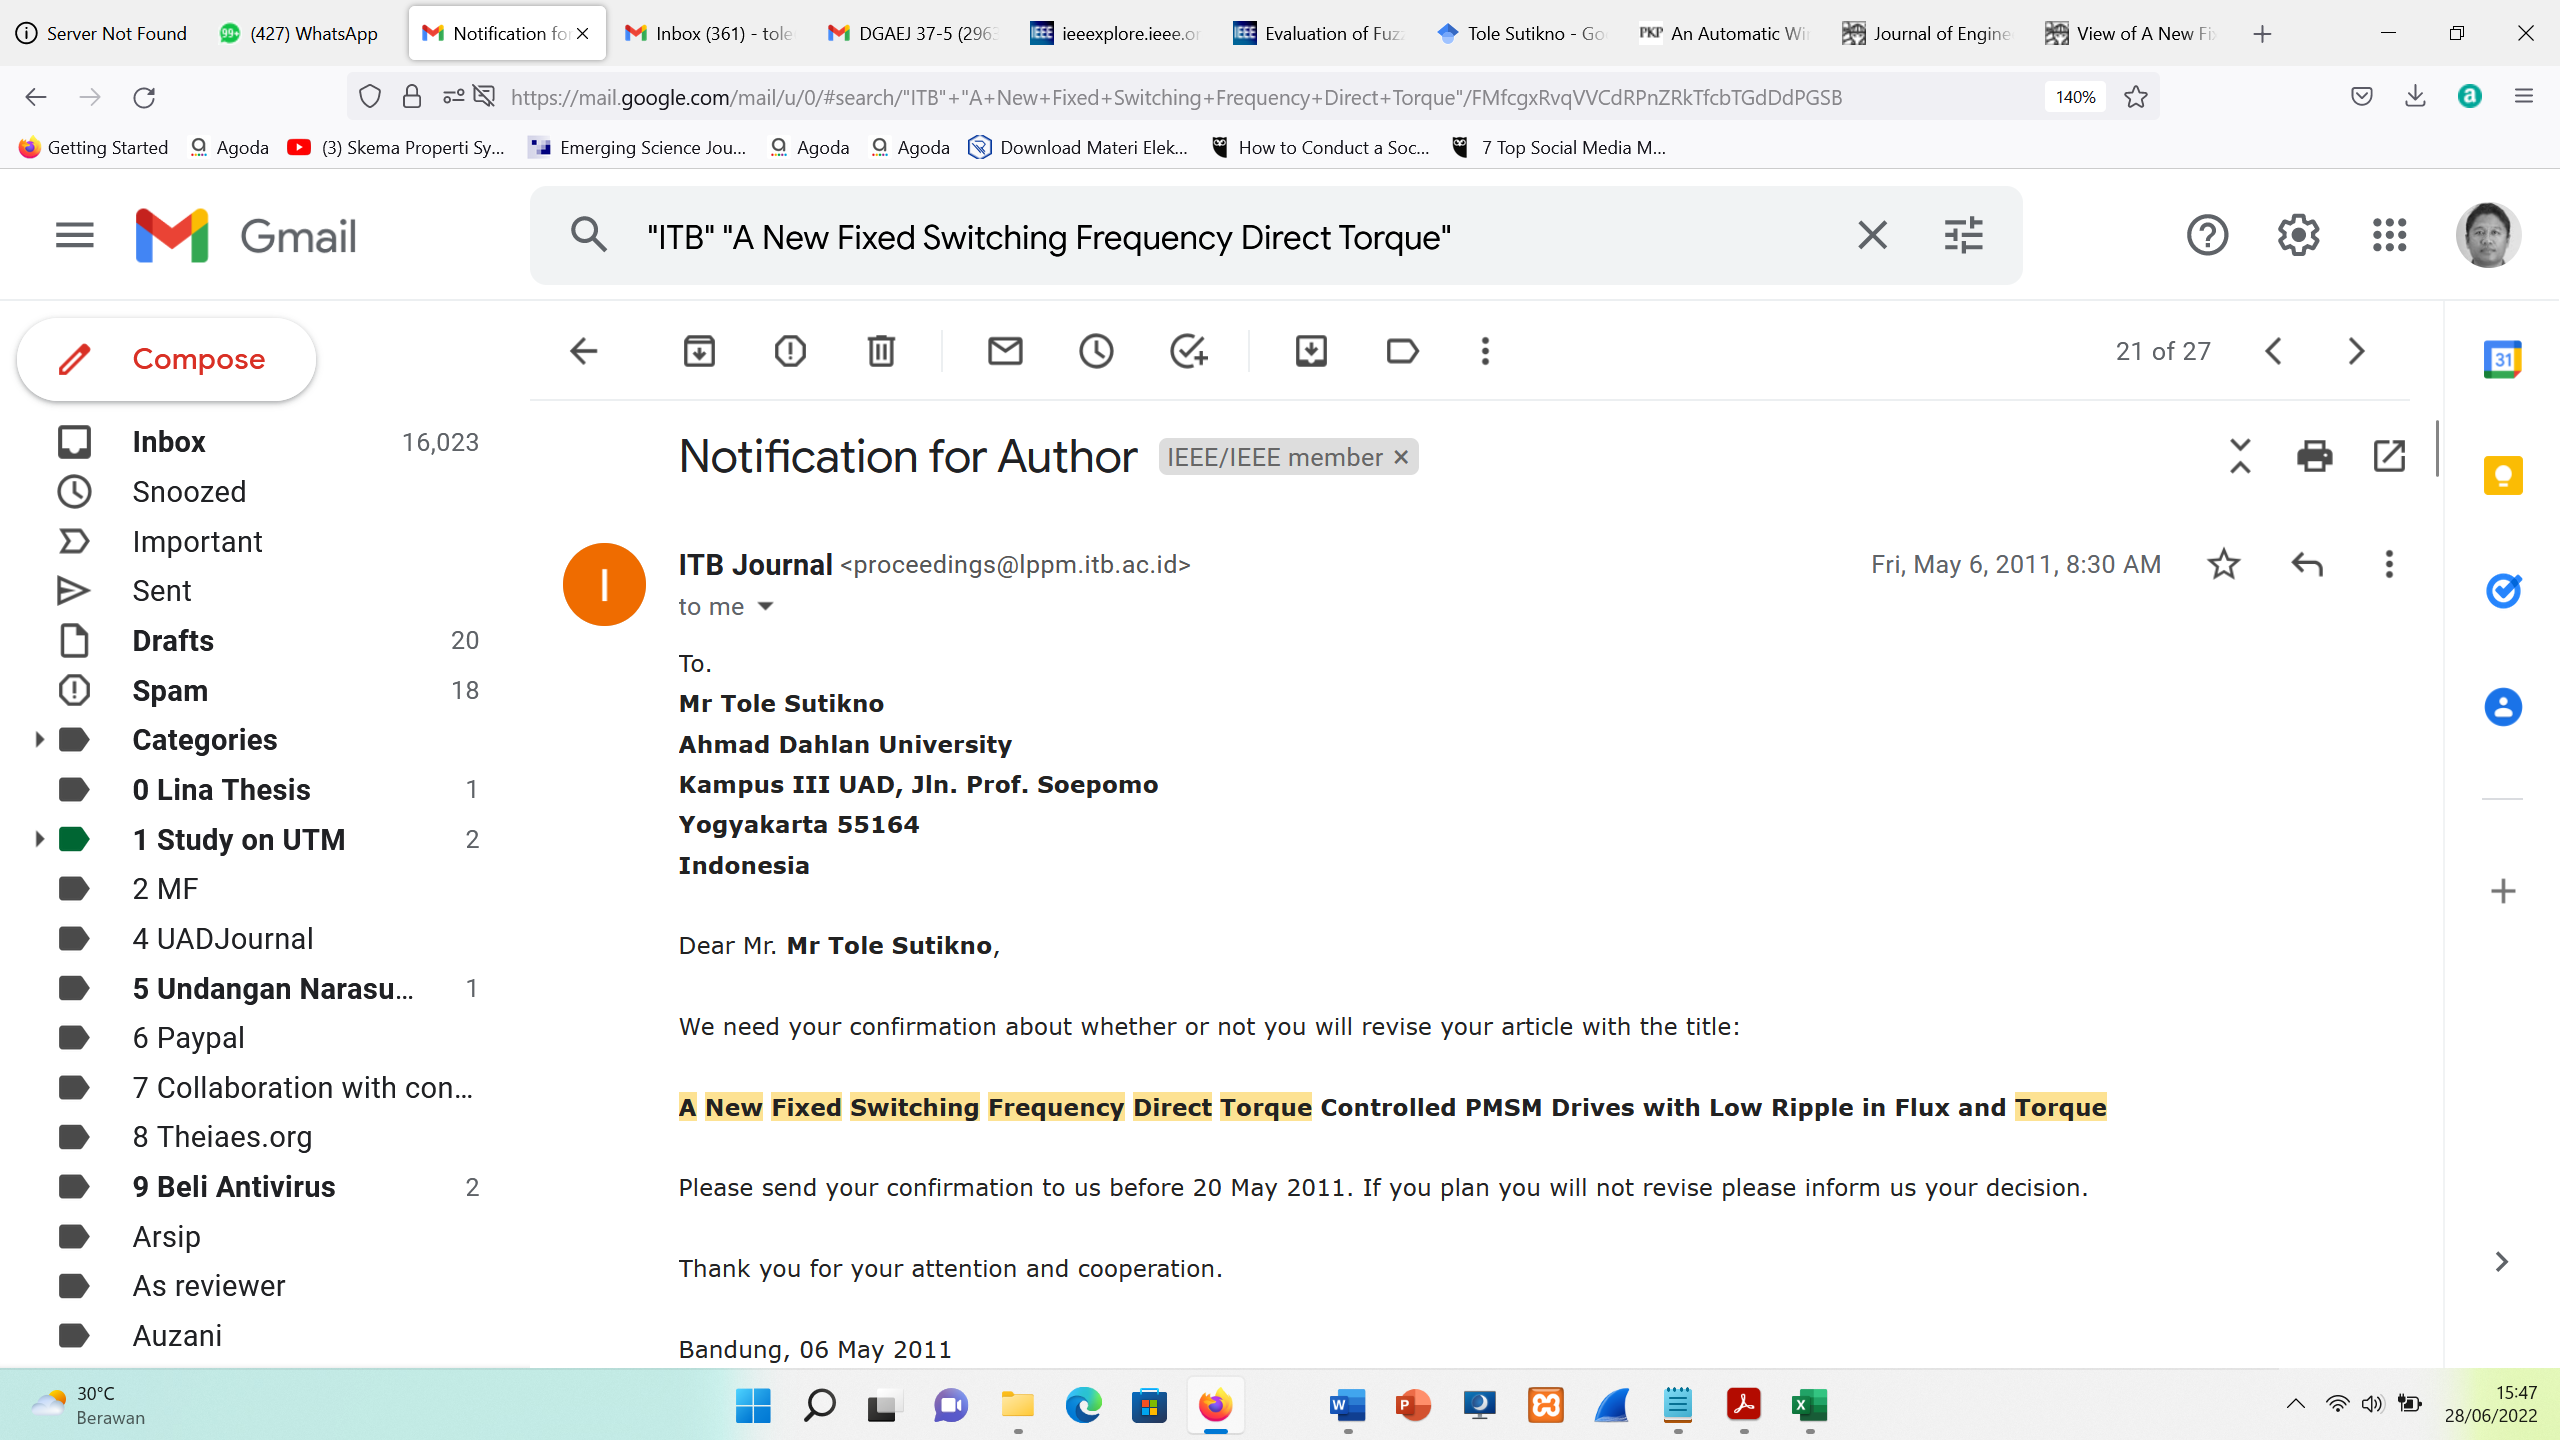 Server Not Found
(427) WhatsApp
Notification fo
Inbox (361) - tole
DGAEJ 37-5 (2963
ieeexplore.ieee.or
Evaluation of Fuzz
Tole Sutikno - Go
PKP An Automatic Wir
Journal of Engine
View of A New Fi
https://mail.google.com/mail/u/0/#search/"ITB"+"A+New+Fixed+Switching+Frequency+Direct+Torque"/FMfcgxRvqVVCdRPnZRkTfcbTGdDdPGSB
140%
Getting Started
Agoda
(3) Skema Properti Sy...
Emerging Science Jou...
Agoda
Agoda
Download Materi Elek...
How to Conduct a Soc...
7 Top Social Media M...
Gmail
"ITB" "A New Fixed Switching Frequency Direct Torque"
Compose
21 of 27
Inbox 16,023
Snoozed
Important
Sent
Drafts 20
Spam 18
Categories
0 Lina Thesis 1
1 Study on UTM 2
2 MF
4 UADJournal
5 Undangan Narasu... 1
6 Paypal
7 Collaboration with con...
8 Theiaes.org
9 Beli Antivirus 2
Arsip
As reviewer
Auzani
Notification for Author
IEEE/IEEE member ×
I
ITB Journal <proceedings@lppm.itb.ac.id>
Fri, May 6, 2011, 8:30 AM
to me
To.
Mr Tole Sutikno
Ahmad Dahlan University
Kampus III UAD, Jln. Prof. Soepomo
Yogyakarta 55164
Indonesia
Dear Mr. Mr Tole Sutikno,
We need your confirmation about whether or not you will revise your article with the title:
A New Fixed Switching Frequency Direct Torque Controlled PMSM Drives with Low Ripple in Flux and Torque
Please send your confirmation to us before 20 May 2011. If you plan you will not revise please inform us your decision.
Thank you for your attention and cooperation.
Bandung, 06 May 2011
31
30°C
Berawan
15:47
28/06/2022